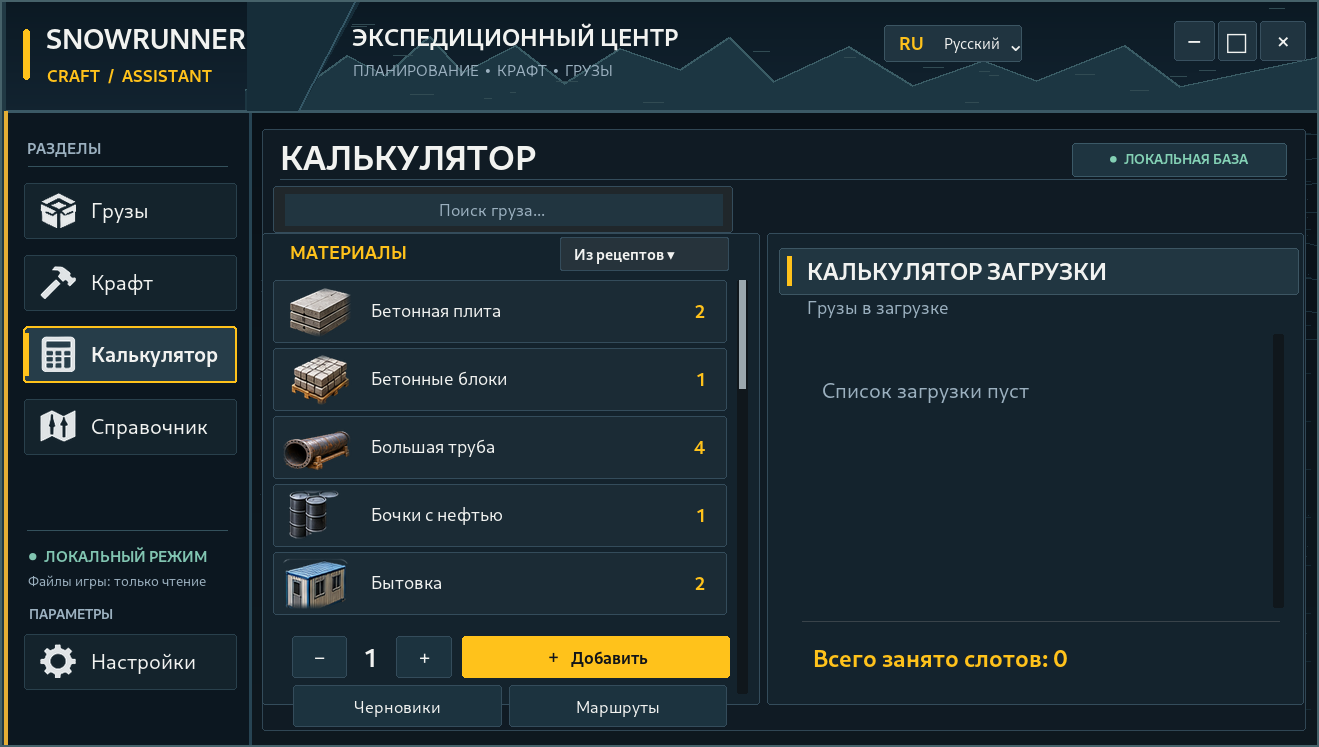 SNOWRUNNER
CRAFT / ASSISTANT
ЭКСПЕДИЦИОННЫЙ ЦЕНТР
ПЛАНИРОВАНИЕ • КРАФТ • ГРУЗЫ
RU Русский
РАЗДЕЛЫ
Грузы
Крафт
Калькулятор
Справочник
• ЛОКАЛЬНЫЙ РЕЖИМ
Файлы игры: только чтение
ПАРАМЕТРЫ
Настройки
КАЛЬКУЛЯТОР
• ЛОКАЛЬНАЯ БАЗА
Поиск груза...
МАТЕРИАЛЫ
Из рецептов ▾
Бетонная плита 2
Бетонные блоки 1
Большая труба 4
Бочки с нефтью 1
Бытовка 2
− 1 + + Добавить
Черновики
Маршруты
КАЛЬКУЛЯТОР ЗАГРУЗКИ
Грузы в загрузке
Список загрузки пуст
Всего занято слотов: 0